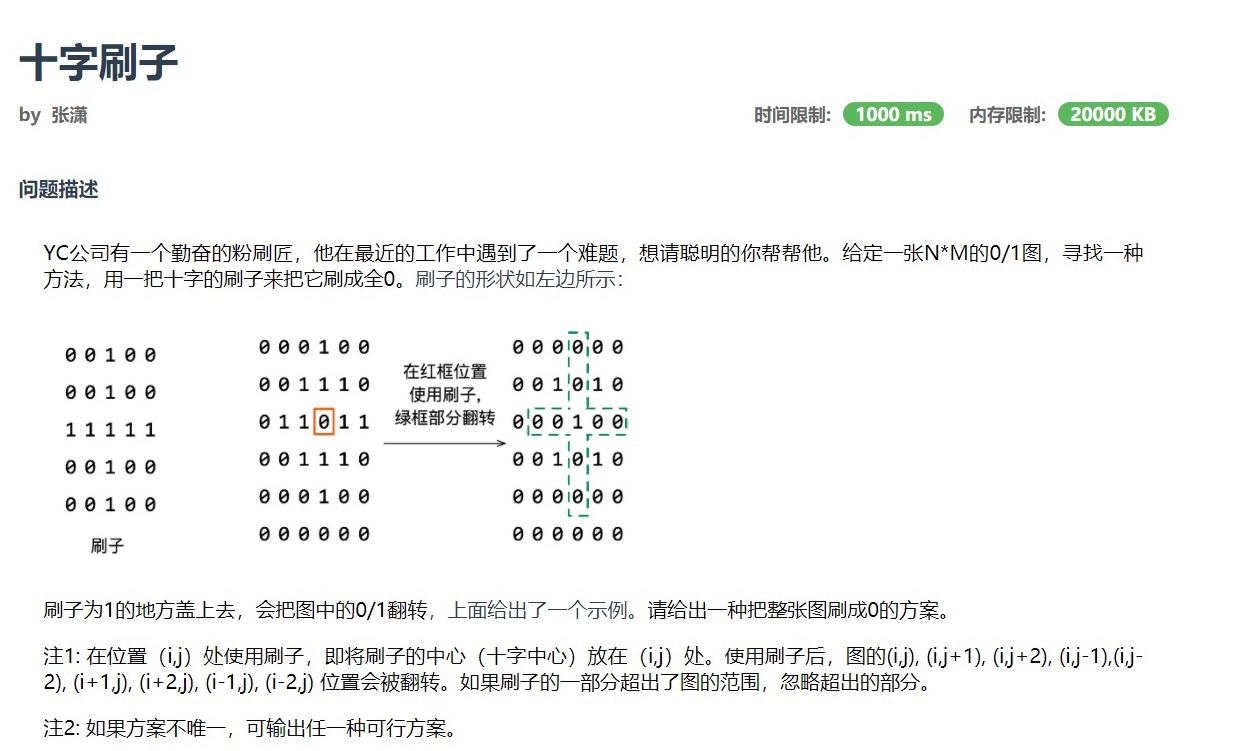 十字刷子
by 张潇 时间限制: 1000 ms 内存限制: 20000 KB
问题描述
YC公司有一个勤奋的粉刷匠，他在最近的工作中遇到了一个难题，想请聪明的你帮帮他。给定一张N*M的0/1图，寻找一种
方法，用一把十字的刷子来把它刷成全0。刷子的形状如左边所示：
0 0 1 0 0
0 0 1 0 0
1 1 1 1 1
0 0 1 0 0
0 0 1 0 0
刷子
0 0 0 1 0 0
0 0 1 1 1 0
0 1 1 0 1 1
0 0 1 1 1 0
0 0 0 1 0 0
0 0 0 0 0 0
在红框位置
使用刷子，
绿框部分翻转
0 0 0 0 0 0
0 0 1 0 1 0
0 0 0 1 0 0
0 0 1 0 1 0
0 0 0 0 0 0
0 0 0 0 0 0
刷子为1的地方盖上去，会把图中的0/1翻转，上面给出了一个示例。请给出一种把整张图刷成0的方案。
注1: 在位置（i,j）处使用刷子，即将刷子的中心（十字中心）放在（i,j）处。使用刷子后，图的(i,j), (i,j+1), (i,j+2), (i,j-1),(i,j-
2), (i+1,j), (i+2,j), (i-1,j), (i-2,j) 位置会被翻转。如果刷子的一部分超出了图的范围，忽略超出的部分。
注2: 如果方案不唯一，可输出任一种可行方案。